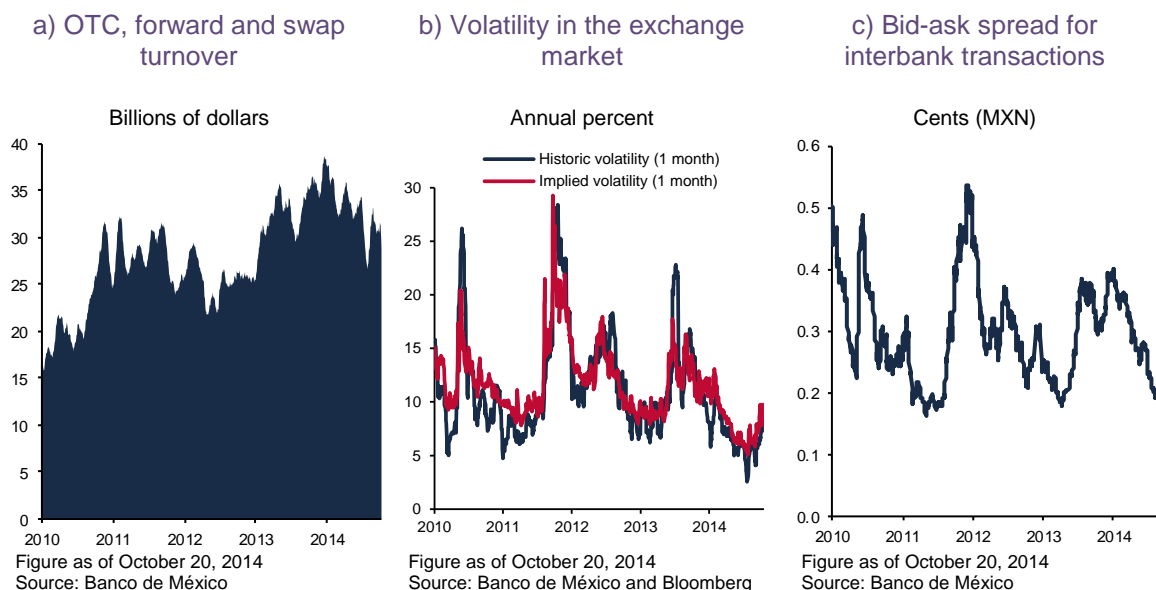 a) OTC, forward and swap
turnover
Billions of dollars
40
35
30
25
20
15
10
5
0
2010 2011 2012 2013 2014
Figure as of October 20, 2014
Source: Banco de México
b) Volatility in the exchange
market
Annual percent
Historic volatility (1 month)
Implied volatility (1 month)
30
25
20
15
10
5
0
2010 2011 2012 2013 2014
Figure as of October 20, 2014
Source: Banco de México and Bloomberg
c) Bid-ask spread for
interbank transactions
Cents (MXN)
0.6
0.5
0.4
0.3
0.2
0.1
0.0
2010 2011 2012 2013 2014
Figure as of October 20, 2014
Source: Banco de México